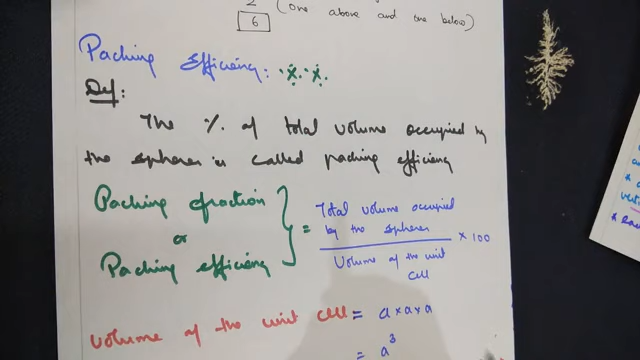 2 (one above and one below)
6
Packing Efficiency: ·x̣· ·x̣·
Def:
The % of total volume occupied by
the spheres is called packing efficiency
Packing fraction
or
Packing efficiency
= Total volume occupied
by the spheres
Volume of the unit
cell
× 100
Volume of the unit cell = a × a × a
= a³